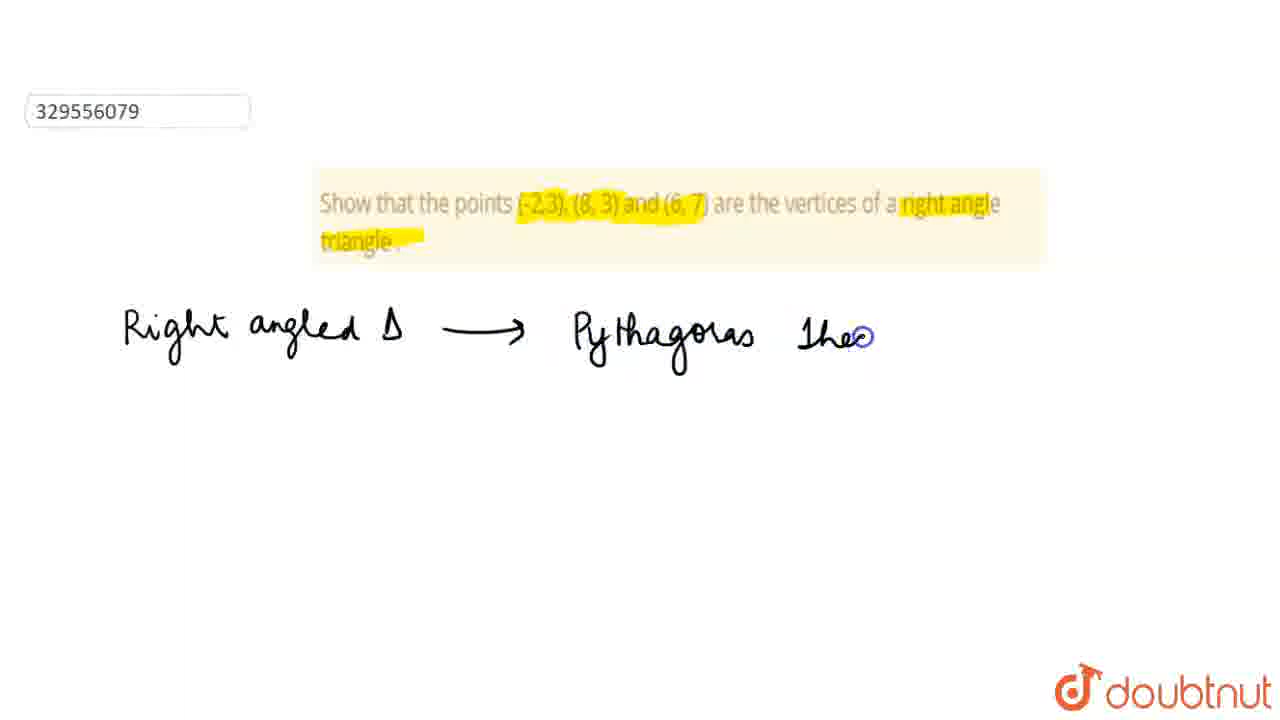 329556079
Show that the points (-2,3), (8, 3) and (6, 7) are the vertices of a right angle
triangle .
Right angled Δ → Pythagoras Theo
doubtnut